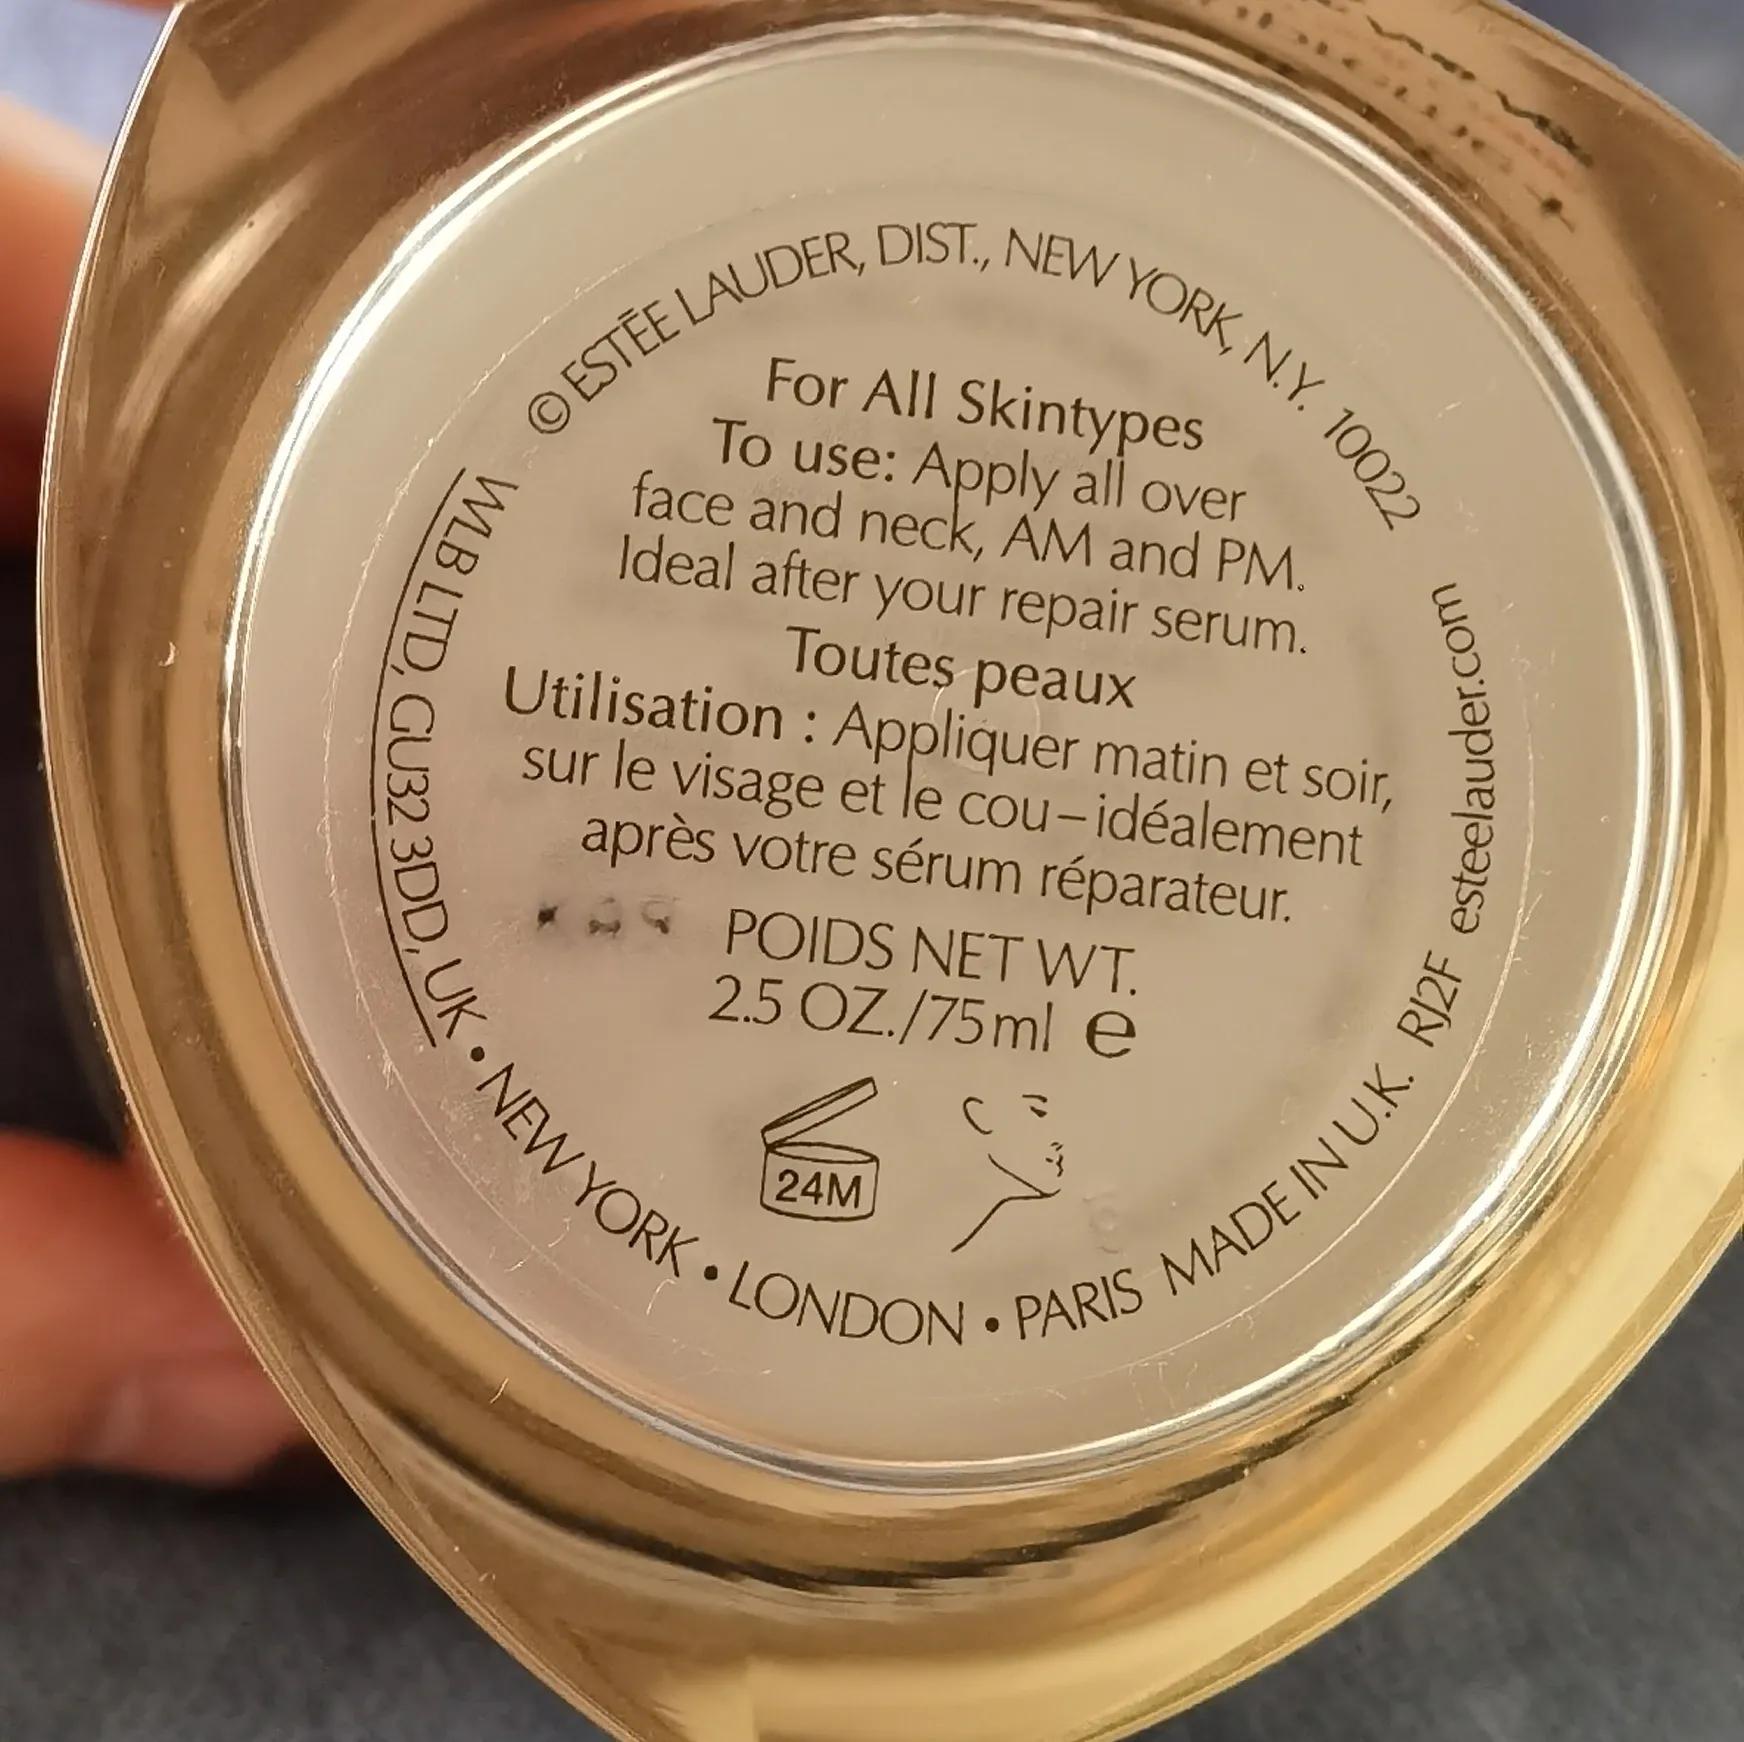 © ESTĒE LAUDER, DIST., NEW YORK, N.Y. 10022
For All Skintypes
To use: Apply all over
face and neck, AM and PM.
Ideal after your repair serum.
Toutes peaux
Utilisation : Appliquer matin et soir,
sur le visage et le cou–idéalement
après votre sérum réparateur.
POIDS NET WT.
2.5 OZ./75ml e
24M
WLB LTD, GU32 3DD, UK • NEW YORK • LONDON • PARIS MADE IN U.K. RJ2F esteelauder.com